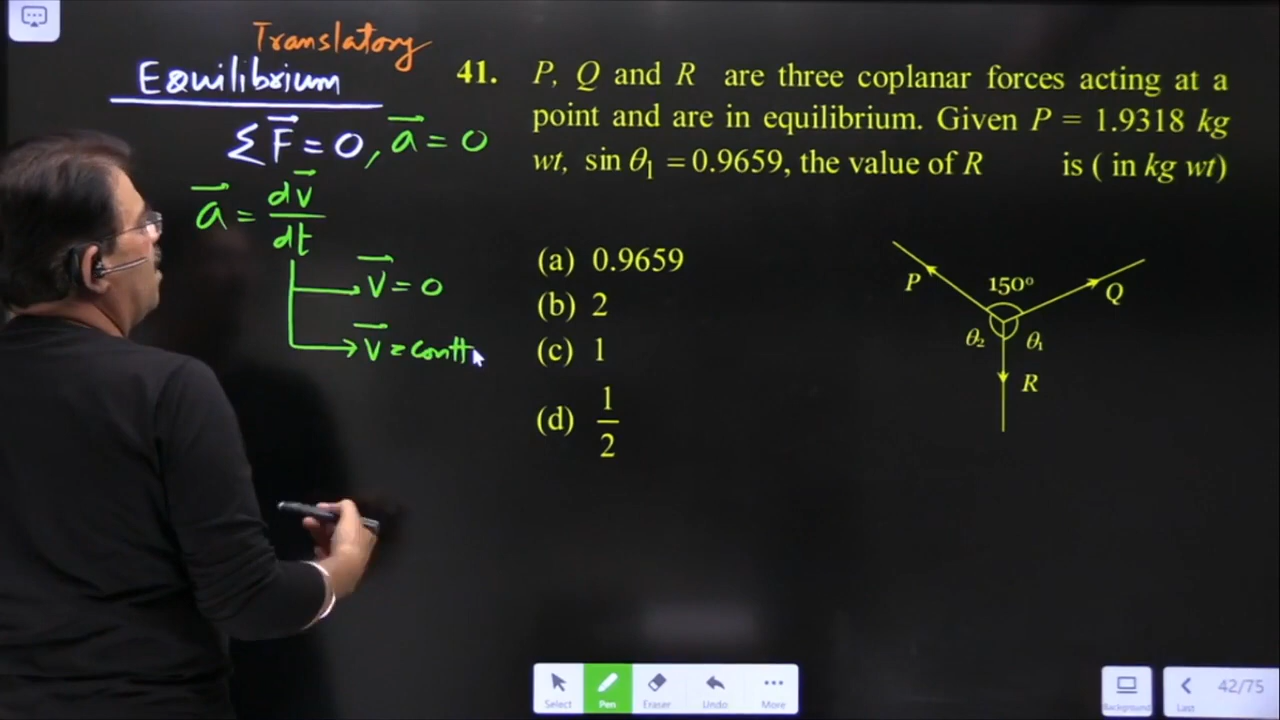 Translatory
Equilibrium
ΣF⃗ = 0, a⃗ = 0
a⃗ = dv⃗/dt
v⃗ = 0
v⃗ = contt
41. P, Q and R are three coplanar forces acting at a
point and are in equilibrium. Given P = 1.9318 kg
wt, sin θ₁ = 0.9659, the value of R is ( in kg wt)
(a) 0.9659
(b) 2
(c) 1
(d) 1/2
150°
P
Q
θ₂ θ₁
R
Select Pen Eraser Undo More
Background
Last
42/75